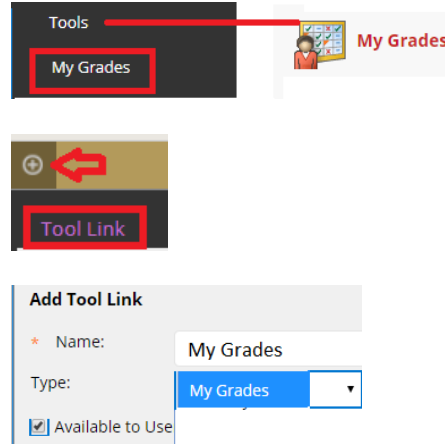 Tools
My Grades
My Grades
Tool Link
Add Tool Link
* Name: My Grades
Type: My Grades
Available to Use